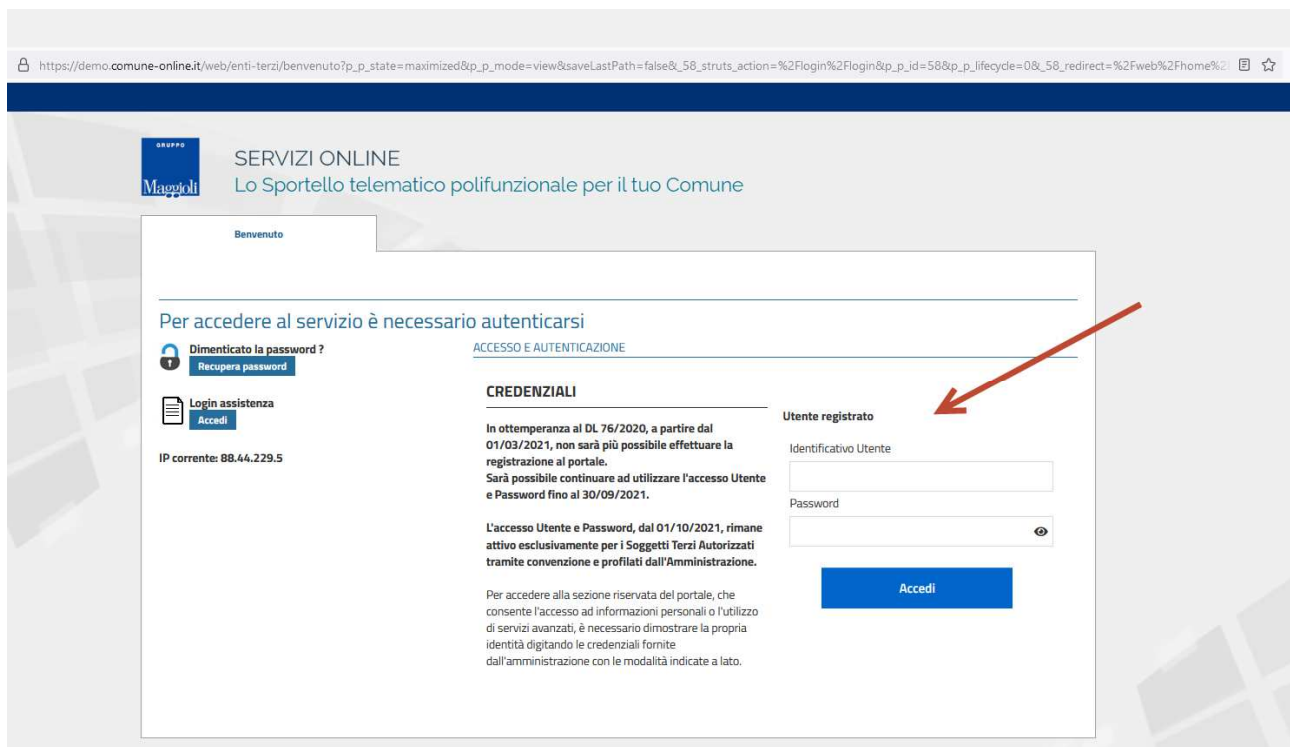 https://demo.comune-online.it/web/enti-terzi/benvenuto?p_p_state=maximized&p_p_mode=view&saveLastPath=false&_58_struts_action=%2Flogin%2Flogin&p_p_id=58&p_p_lifecycle=0&_58_redirect=%2Fweb%2Fhome%2
GRUPPO
Maggioli
SERVIZI ONLINE
Lo Sportello telematico polifunzionale per il tuo Comune
Benvenuto
Per accedere al servizio è necessario autenticarsi
Dimenticato la password ?
Recupera password
Login assistenza
Accedi
IP corrente: 88.44.229.5
ACCESSO E AUTENTICAZIONE
CREDENZIALI
In ottemperanza al DL 76/2020, a partire dal
01/03/2021, non sarà più possibile effettuare la
registrazione al portale.
Sarà possibile continuare ad utilizzare l'accesso Utente
e Password fino al 30/09/2021.
L'accesso Utente e Password, dal 01/10/2021, rimane
attivo esclusivamente per i Soggetti Terzi Autorizzati
tramite convenzione e profilati dall'Amministrazione.
Per accedere alla sezione riservata del portale, che
consente l'accesso ad informazioni personali o l'utilizzo
di servizi avanzati, è necessario dimostrare la propria
identità digitando le credenziali fornite
dall'amministrazione con le modalità indicate a lato.
Utente registrato
Identificativo Utente
Password
Accedi